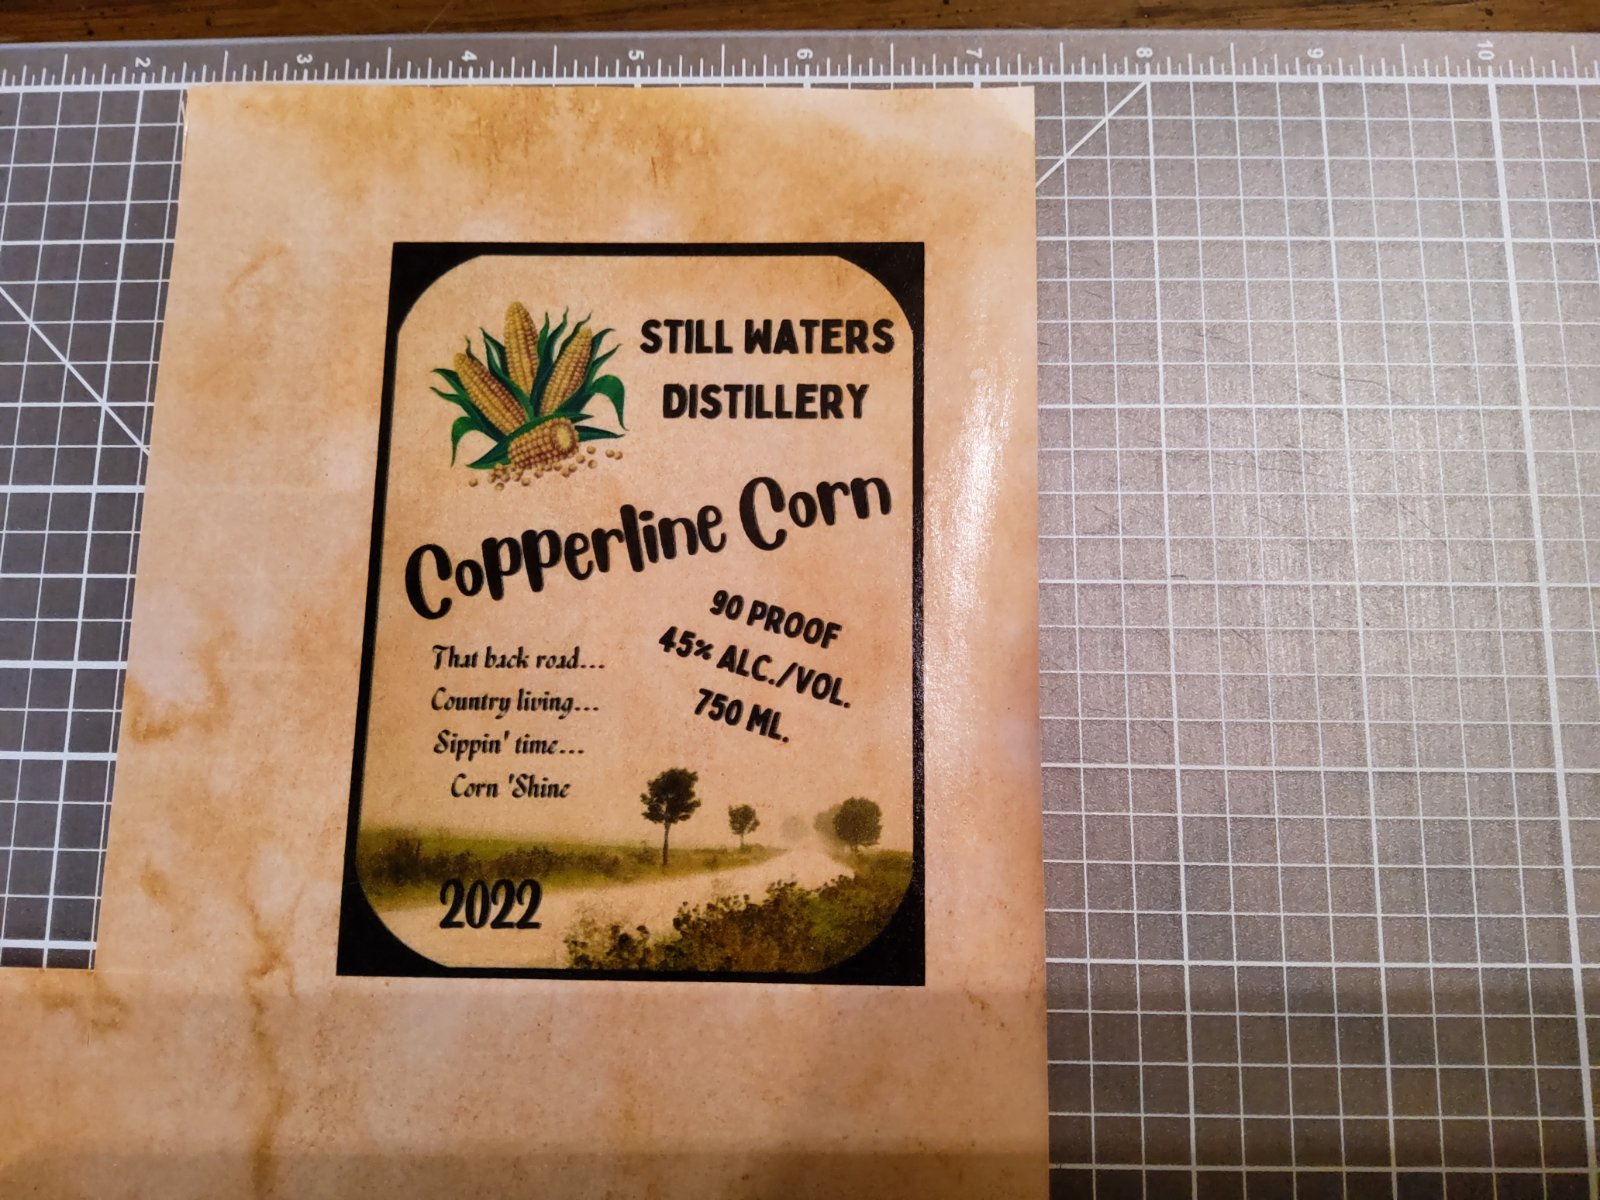 2 3 4 5 6 7 8 9 10
STILL WATERS
DISTILLERY
Copperline Corn
90 PROOF
45% ALC./VOL.
750 ML.
That back road...
Country living...
Sippin' time...
Corn 'Shine
2022